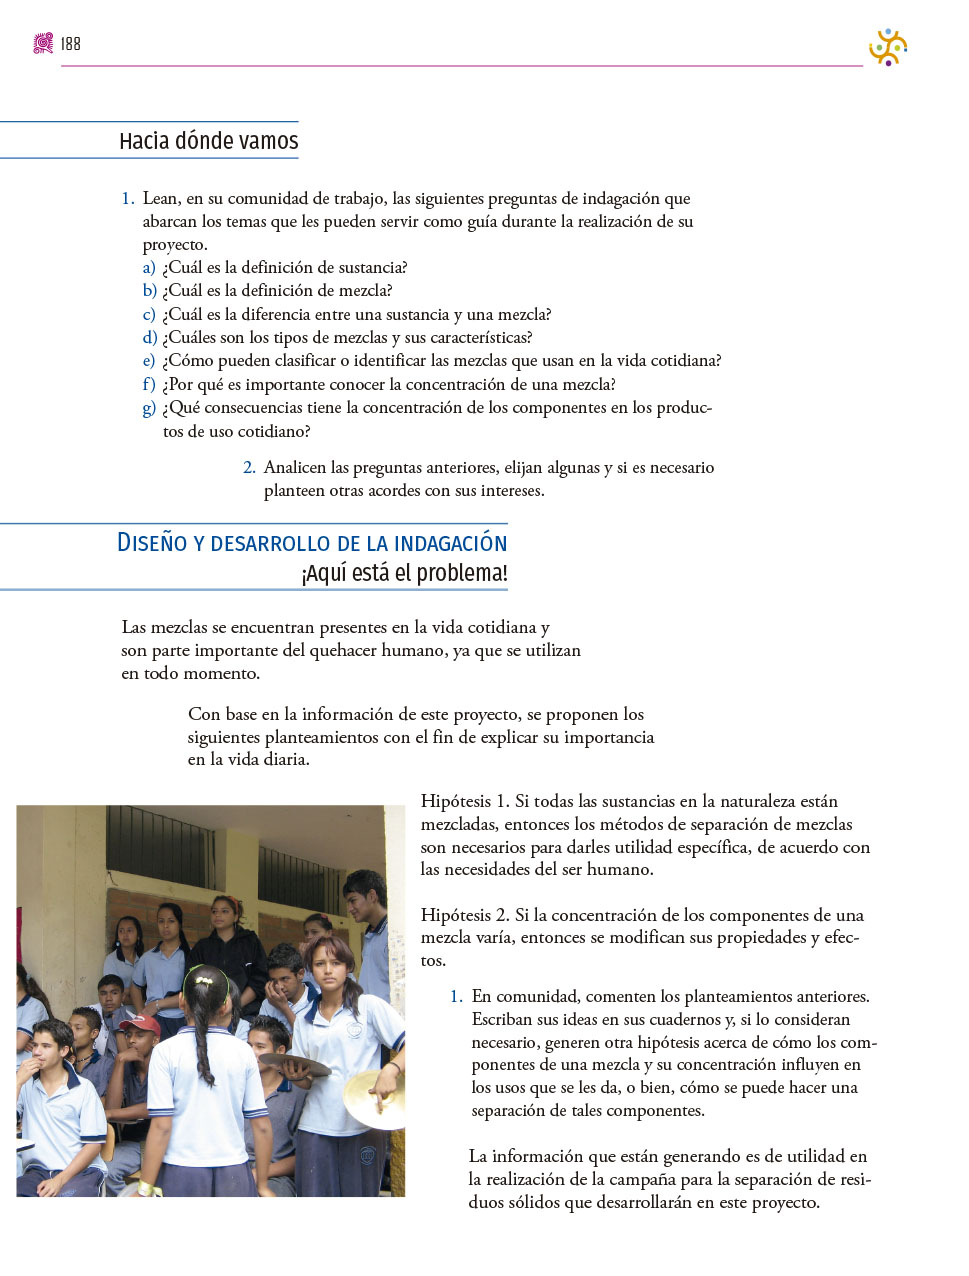 188
Hacia dónde vamos
1. Lean, en su comunidad de trabajo, las siguientes preguntas de indagación que
abarcan los temas que les pueden servir como guía durante la realización de su
proyecto.
a) ¿Cuál es la definición de sustancia?
b) ¿Cuál es la definición de mezcla?
c) ¿Cuál es la diferencia entre una sustancia y una mezcla?
d) ¿Cuáles son los tipos de mezclas y sus características?
e) ¿Cómo pueden clasificar o identificar las mezclas que usan en la vida cotidiana?
f) ¿Por qué es importante conocer la concentración de una mezcla?
g) ¿Qué consecuencias tiene la concentración de los componentes en los produc-
tos de uso cotidiano?
2. Analicen las preguntas anteriores, elijan algunas y si es necesario
planteen otras acordes con sus intereses.
Diseño y desarrollo de la indagación
¡Aquí está el problema!
Las mezclas se encuentran presentes en la vida cotidiana y
son parte importante del quehacer humano, ya que se utilizan
en todo momento.
Con base en la información de este proyecto, se proponen los
siguientes planteamientos con el fin de explicar su importancia
en la vida diaria.
Hipótesis 1. Si todas las sustancias en la naturaleza están
mezcladas, entonces los métodos de separación de mezclas
son necesarios para darles utilidad específica, de acuerdo con
las necesidades del ser humano.
Hipótesis 2. Si la concentración de los componentes de una
mezcla varía, entonces se modifican sus propiedades y efec-
tos.
1. En comunidad, comenten los planteamientos anteriores.
Escriban sus ideas en sus cuadernos y, si lo consideran
necesario, generen otra hipótesis acerca de cómo los com-
ponentes de una mezcla y su concentración influyen en
los usos que se les da, o bien, cómo se puede hacer una
separación de tales componentes.
La información que están generando es de utilidad en
la realización de la campaña para la separación de resi-
duos sólidos que desarrollarán en este proyecto.